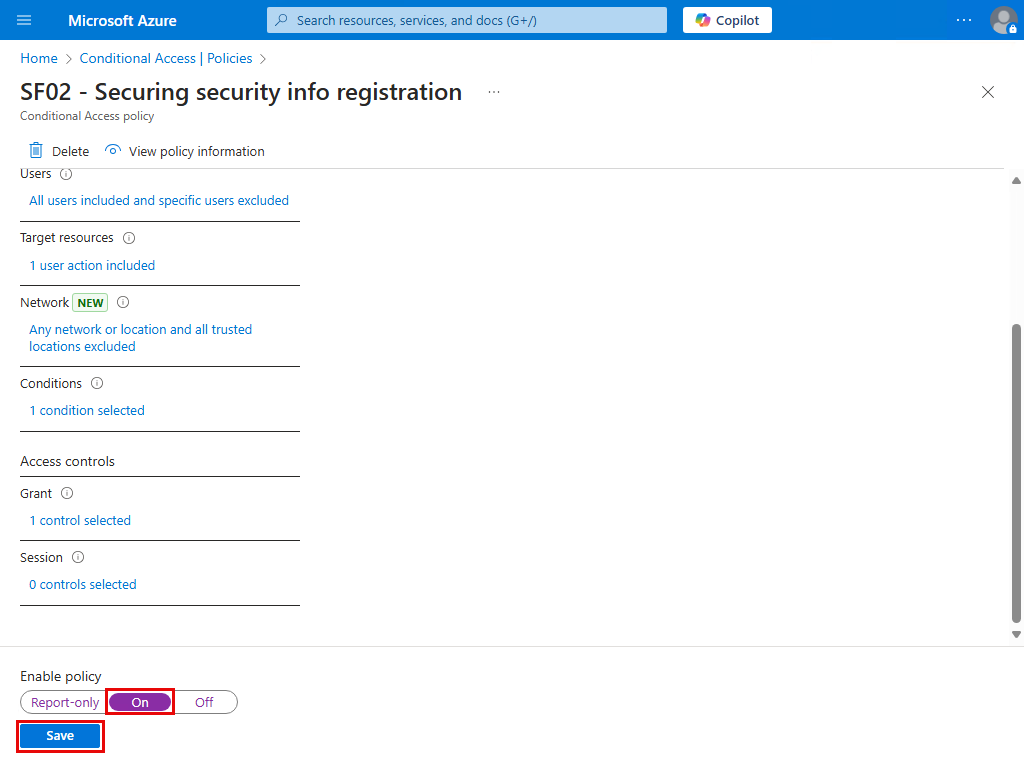 Microsoft Azure
Search resources, services, and docs (G+/)
Copilot
Home > Conditional Access | Policies >
SF02 - Securing security info registration
Conditional Access policy
Delete View policy information
Users
All users included and specific users excluded
Target resources
1 user action included
Network NEW
Any network or location and all trusted
locations excluded
Conditions
1 condition selected
Access controls
Grant
1 control selected
Session
0 controls selected
Enable policy
Report-only On Off
Save